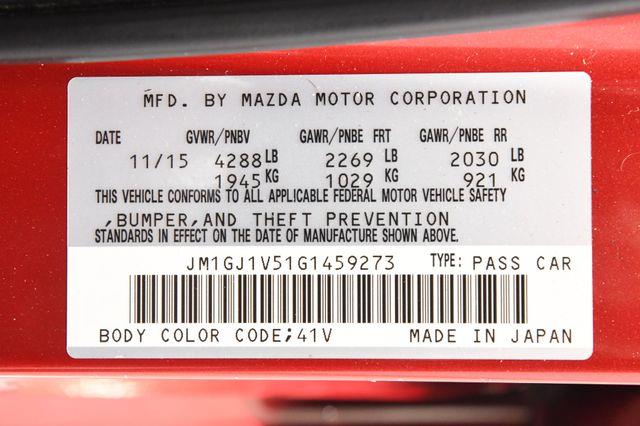 MFD. BY MAZDA MOTOR CORPORATION
DATE GVWR/PNBV GAWR/PNBE FRT GAWR/PNBE RR
11/15 4288 LB 2269 LB 2030 LB
1945 KG 1029 KG 921 KG
THIS VEHICLE CONFORMS TO ALL APPLICABLE FEDERAL MOTOR VEHICLE SAFETY
,BUMPER,AND THEFT PREVENTION
STANDARDS IN EFFECT ON THE DATE OF MANUFACTURE SHOWN ABOVE.
JM1GJ1V51G1459273 TYPE: PASS CAR
BODY COLOR CODE;41V MADE IN JAPAN